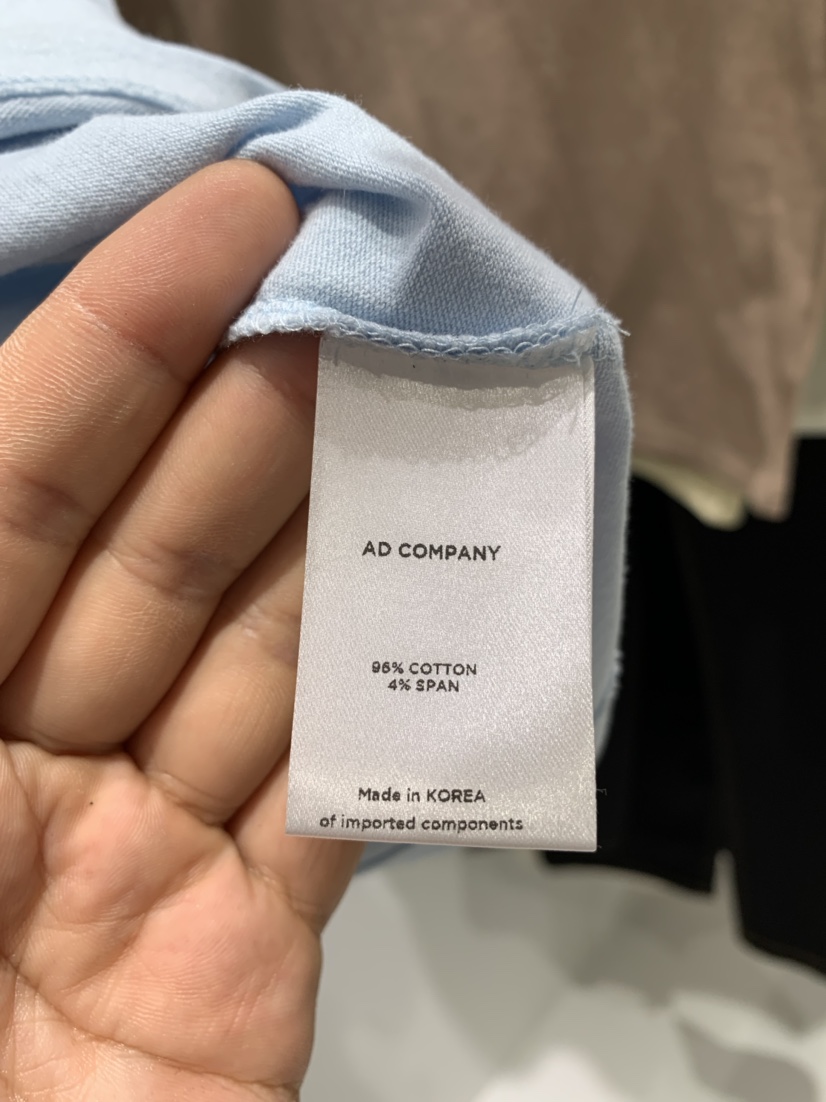 AD COMPANY
96% COTTON
4% SPAN
Made in KOREA
of imported components